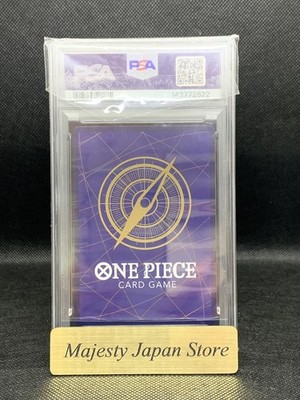 PSA
ONE PIECE
CARD GAME
Majesty Japan Store